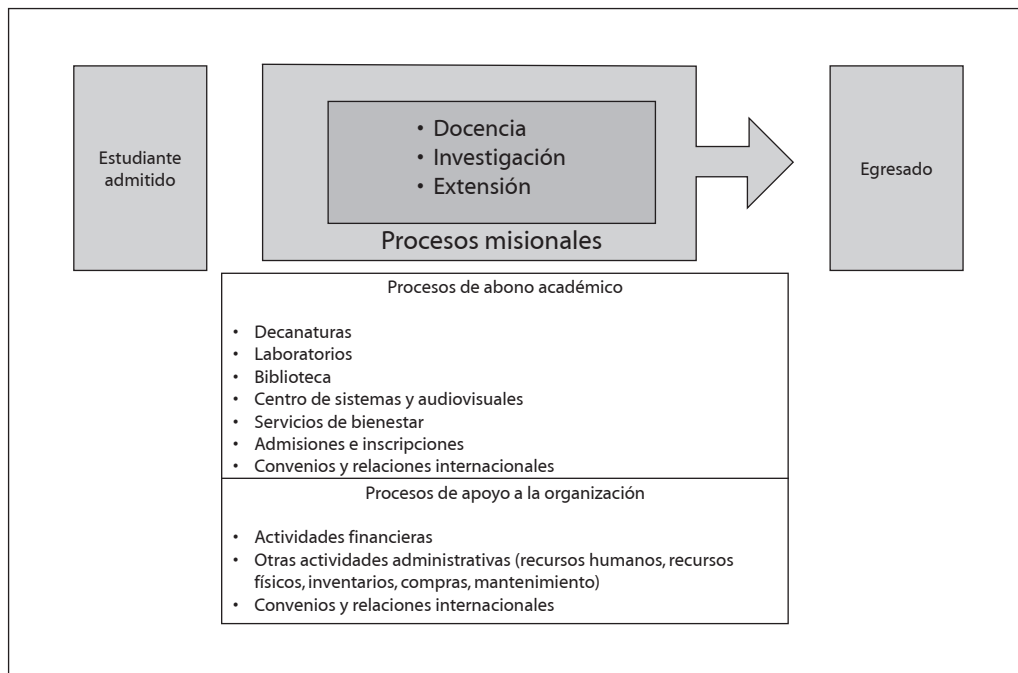 Estudiante
admitido
• Docencia
• Investigación
• Extensión
Procesos misionales
Egresado
Procesos de abono académico
• Decanaturas
• Laboratorios
• Biblioteca
• Centro de sistemas y audiovisuales
• Servicios de bienestar
• Admisiones e inscripciones
• Convenios y relaciones internacionales
Procesos de apoyo a la organización
• Actividades financieras
• Otras actividades administrativas (recursos humanos, recursos
físicos, inventarios, compras, mantenimiento)
• Convenios y relaciones internacionales